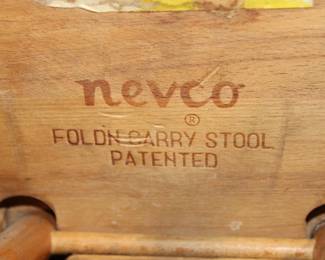 nevco
®
FOLDN CARRY STOOL
PATENTED